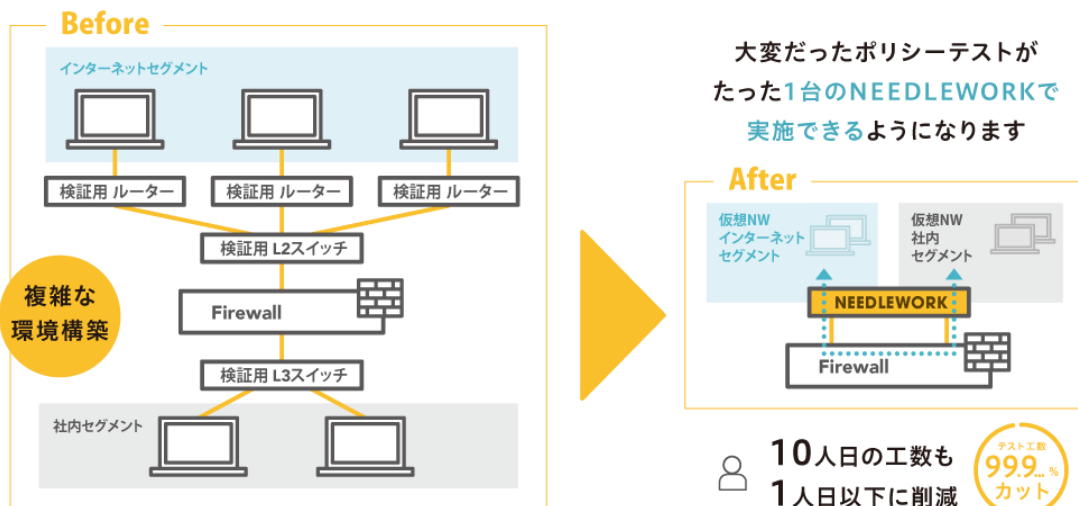 Before
インターネットセグメント
検証用 ルーター
検証用 ルーター
検証用 ルーター
検証用 L2スイッチ
複雑な
環境構築
Firewall
検証用 L3スイッチ
社内セグメント
大変だったポリシーテストが
たった1台のNEEDLEWORKで
実施できるようになります
After
仮想NW
インターネット
セグメント
仮想NW
社内
セグメント
NEEDLEWORK
Firewall
10人日の工数も
1人日以下に削減
テスト工数
99.9...%
カット